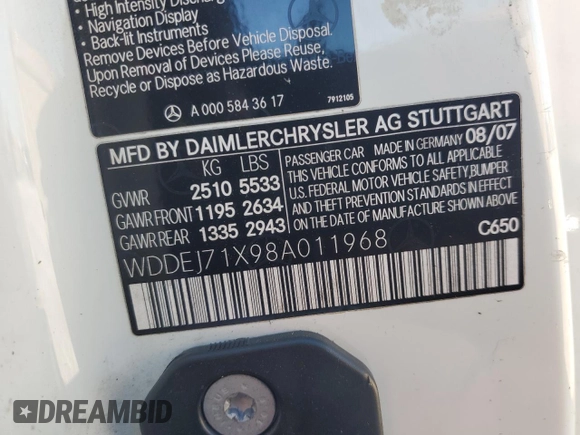 • High Intensity Discharge
• Navigation Display
• Back-lit Instruments
Remove Devices Before Vehicle Disposal.
Upon Removal of Devices Please Reuse,
Recycle or Dispose as Hazardous Waste.
A 000 584 36 17
7912105
MFD BY DAIMLERCHRYSLER AG STUTTGART
KG LBS
GVWR 2510 5533
GAWR FRONT 1195 2634
GAWR REAR 1335 2943
PASSENGER CAR MADE IN GERMANY 08/07
THIS VEHICLE CONFORMS TO ALL APPLICABLE
U.S. FEDERAL MOTOR VEHICLE SAFETY, BUMPER
AND THEFT PREVENTION STANDARDS IN EFFECT
ON THE DATE OF MANUFACTURE SHOWN ABOVE.
C650
WDDEJ71X98A011968
DREAMBID